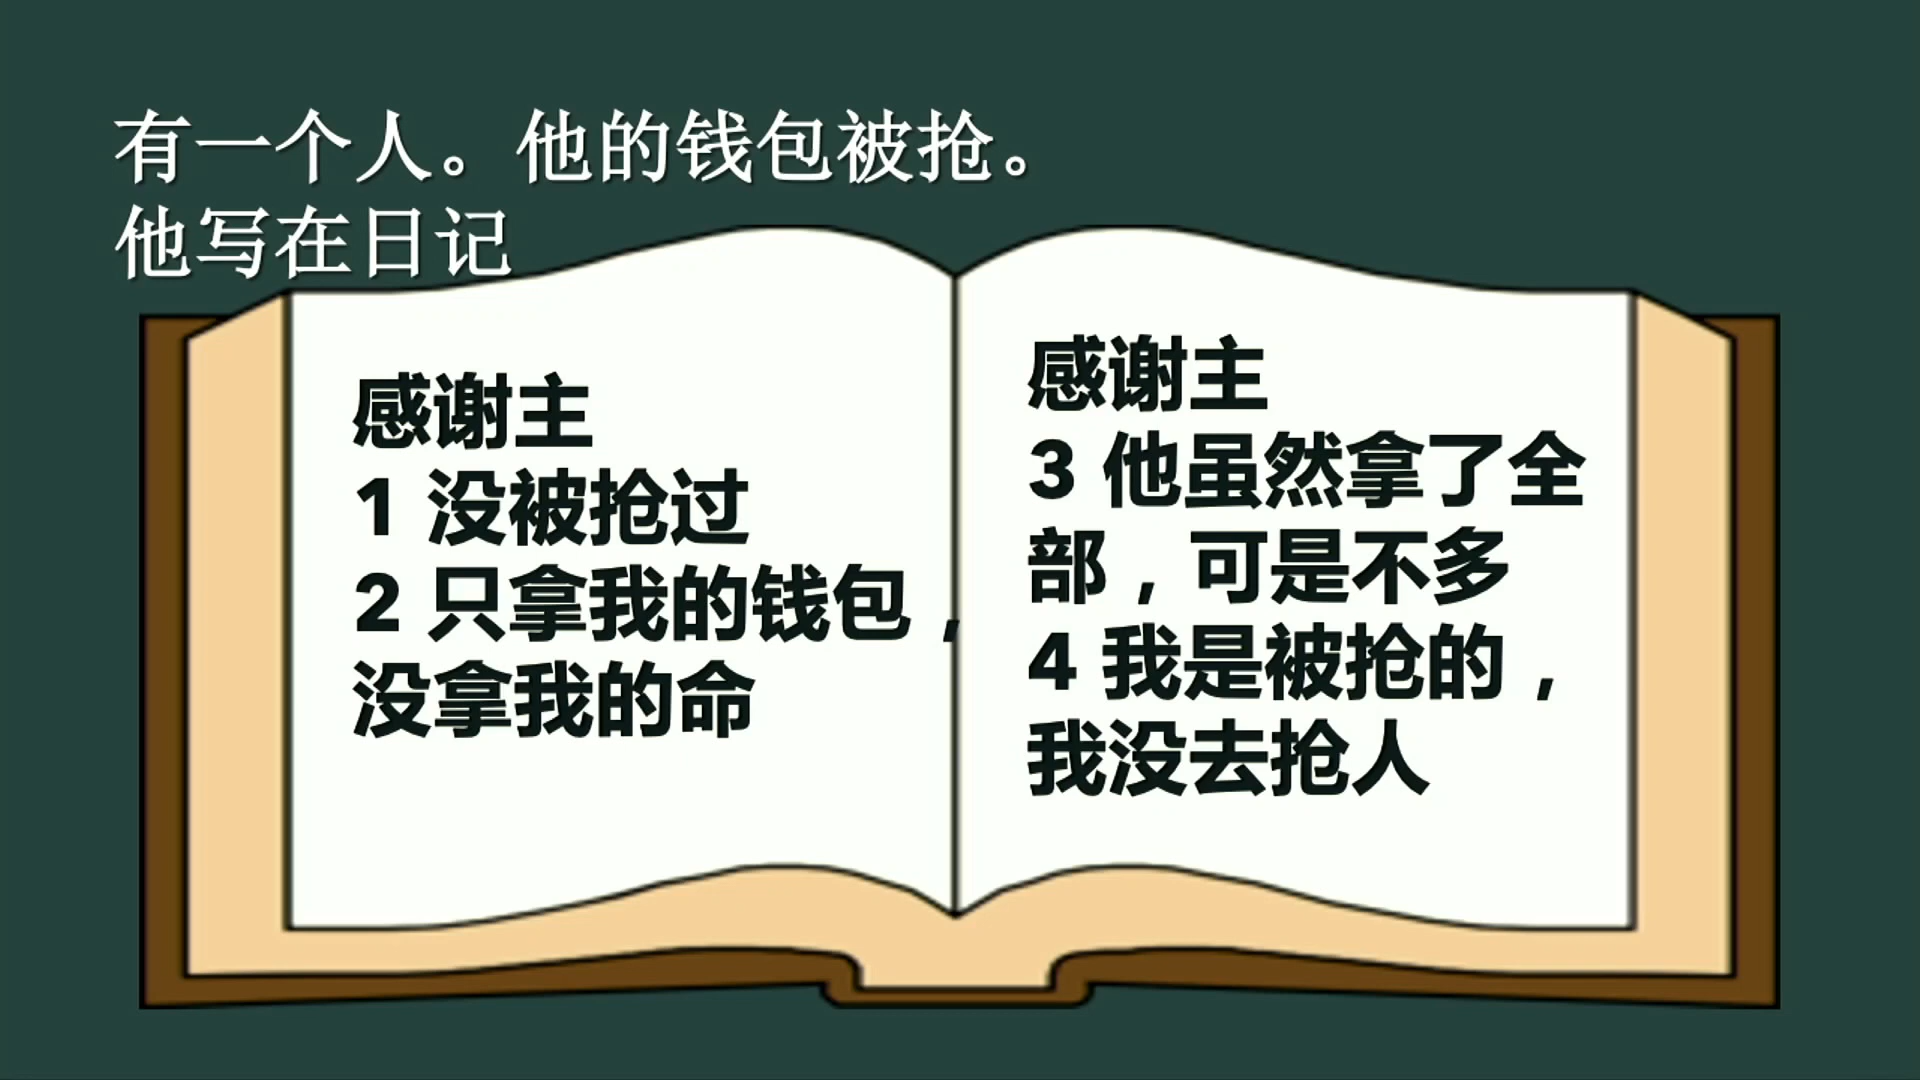 有一个人。他的钱包被抢。
他写在日记
感谢主
1 没被抢过
2 只拿我的钱包，
没拿我的命
感谢主
3 他虽然拿了全
部，可是不多
4 我是被抢的，
我没去抢人